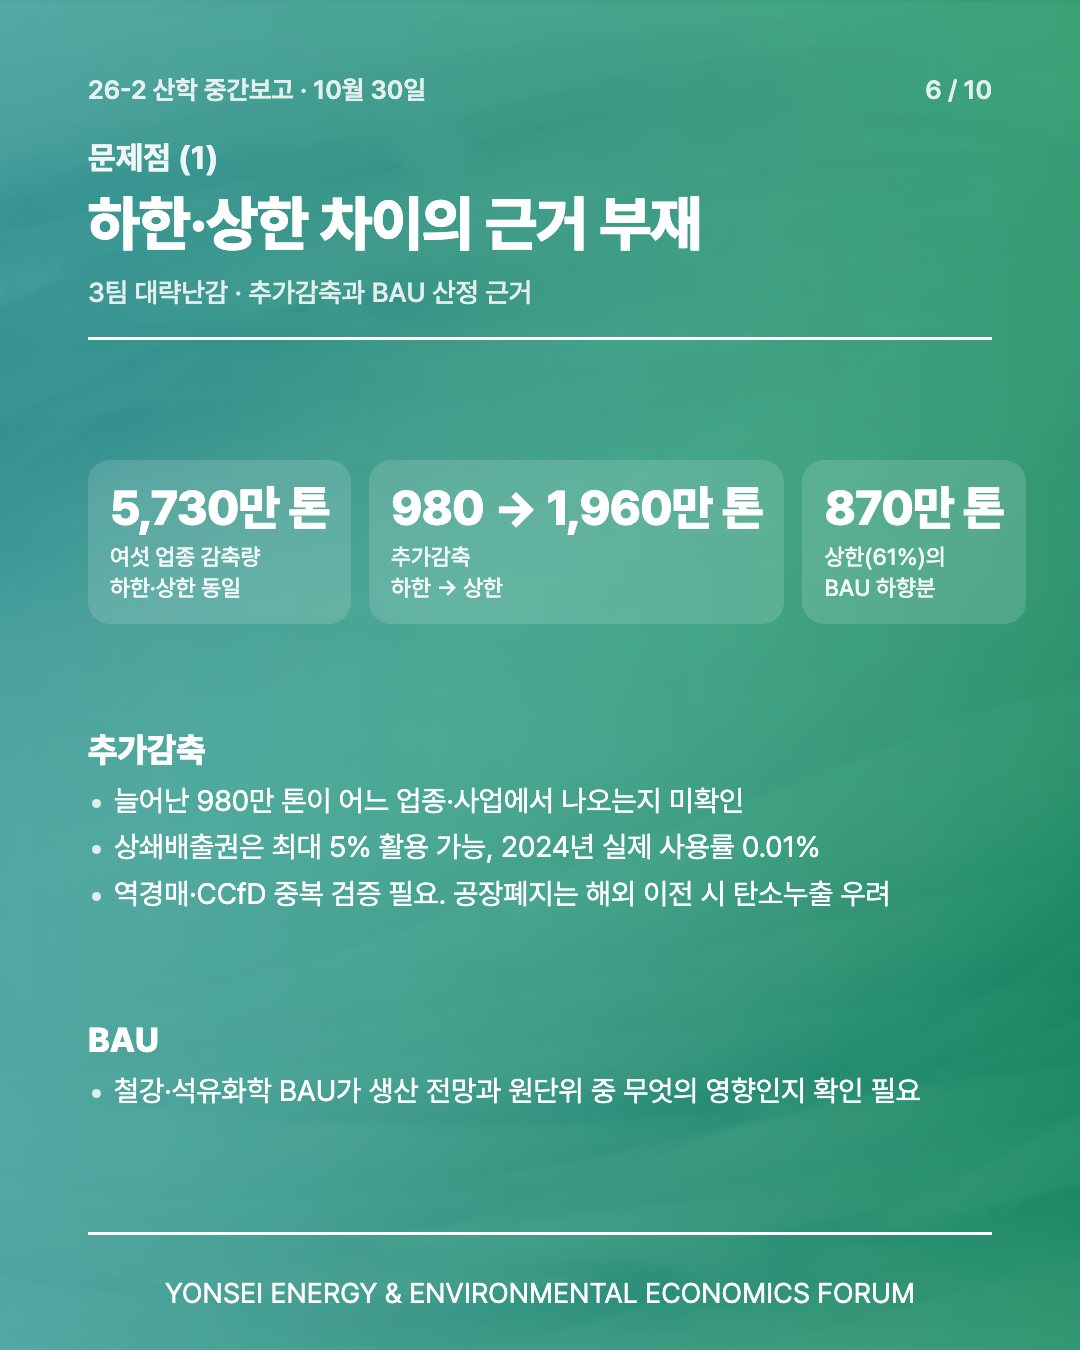 26-2 산학 중간보고 · 10월 30일
6 / 10
문제점 (1)
하한·상한 차이의 근거 부재
3팀 대략난감 · 추가감축과 BAU 산정 근거
5,730만 톤
여섯 업종 감축량
하한·상한 동일
980 → 1,960만 톤
추가감축
하한 → 상한
870만 톤
상한(61%)의
BAU 하향분
추가감축
• 늘어난 980만 톤이 어느 업종·사업에서 나오는지 미확인
• 상쇄배출권은 최대 5% 활용 가능, 2024년 실제 사용률 0.01%
• 역경매·CCfD 중복 검증 필요. 공장폐지는 해외 이전 시 탄소누출 우려
BAU
• 철강·석유화학 BAU가 생산 전망과 원단위 중 무엇의 영향인지 확인 필요
YONSEI ENERGY & ENVIRONMENTAL ECONOMICS FORUM